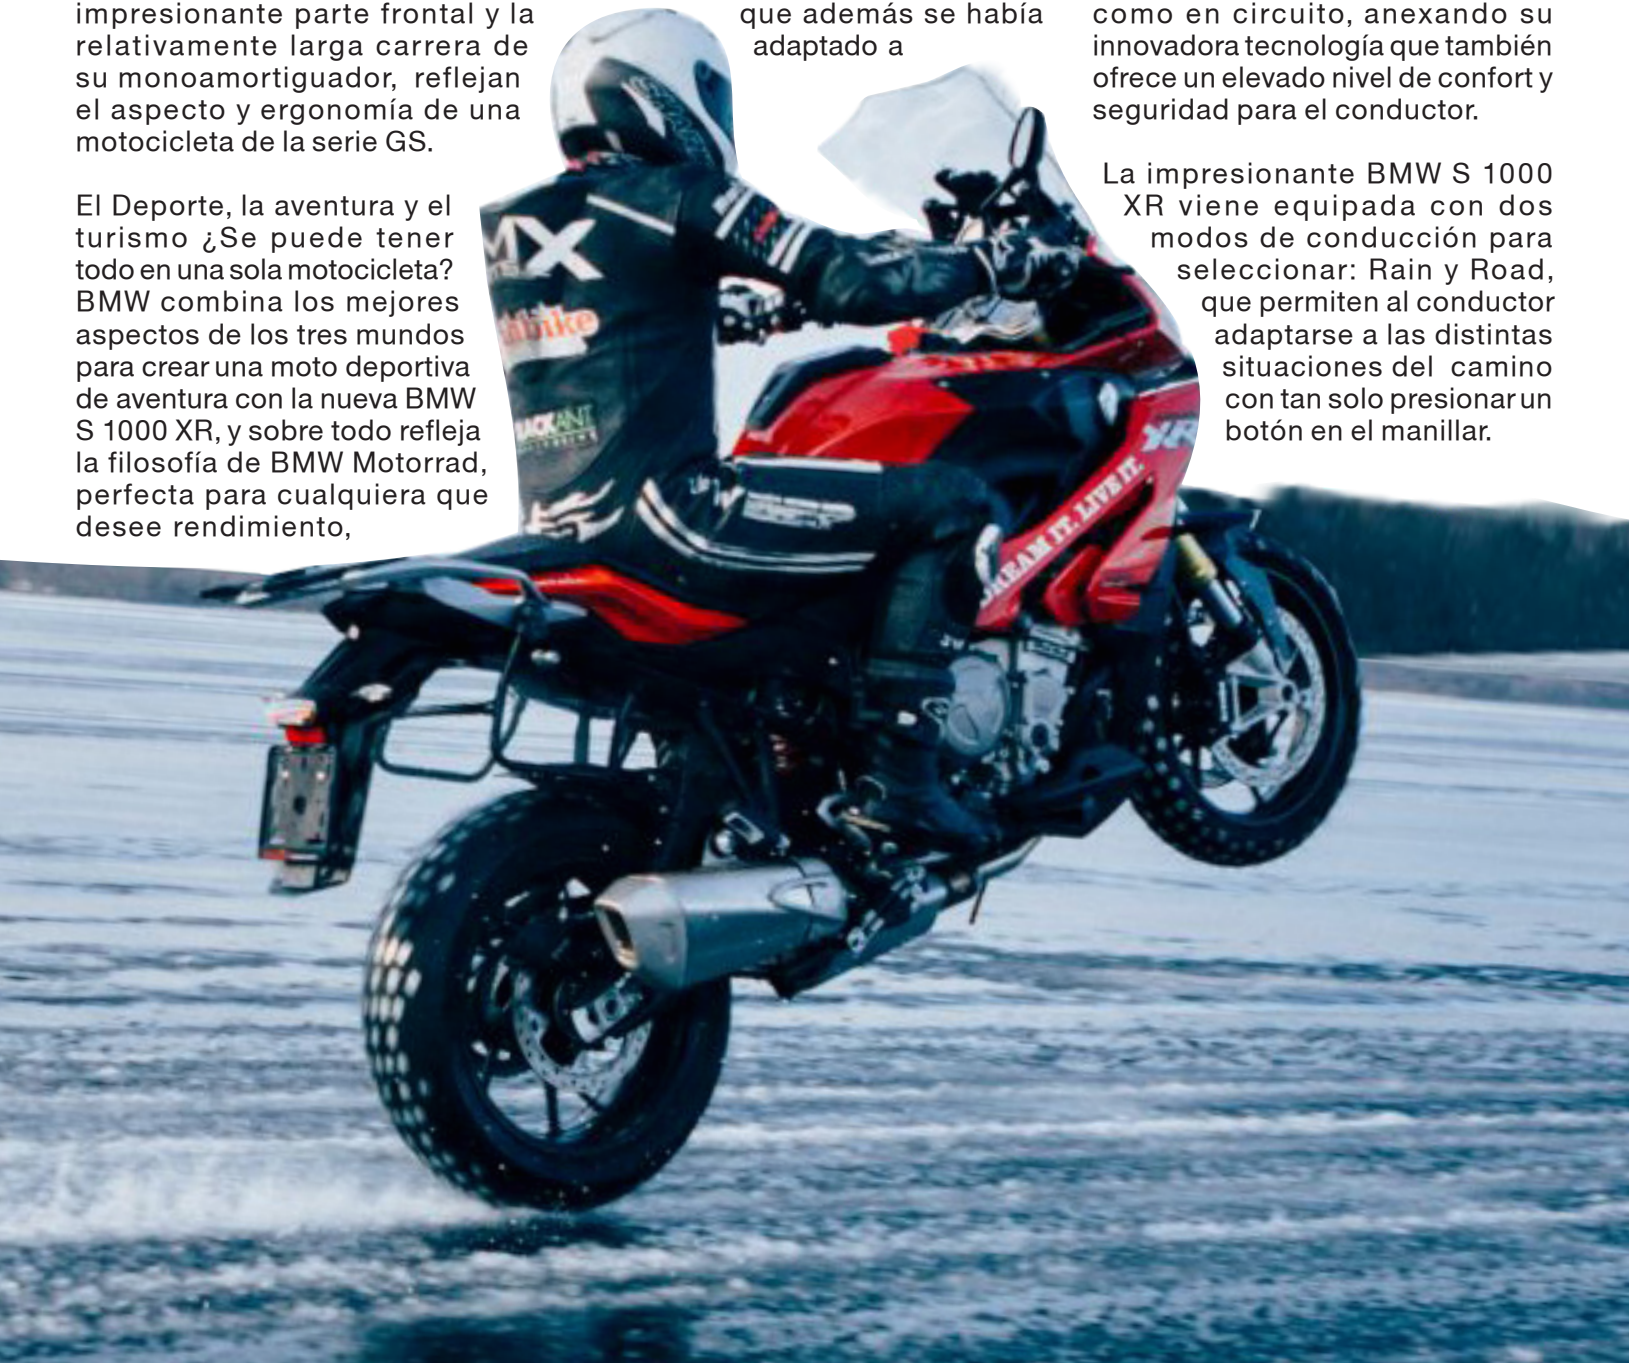 impresionante parte frontal y la
relativamente larga carrera de
su monoamortiguador, reflejan
el aspecto y ergonomía de una
motocicleta de la serie GS.
El Deporte, la aventura y el
turismo ¿Se puede tener
todo en una sola motocicleta?
BMW combina los mejores
aspectos de los tres mundos
para crear una moto deportiva
de aventura con la nueva BMW
S 1000 XR, y sobre todo refleja
la filosofía de BMW Motorrad,
perfecta para cualquiera que
desee rendimiento,
que además se había
adaptado a
como en circuito, anexando su
innovadora tecnología que también
ofrece un elevado nivel de confort y
seguridad para el conductor.
La impresionante BMW S 1000
XR viene equipada con dos
modos de conducción para
seleccionar: Rain y Road,
que permiten al conductor
adaptarse a las distintas
situaciones del camino
con tan solo presionar un
botón en el manillar.
MX
bike
ACKANT
XR
DREAM IT. LIVE IT.